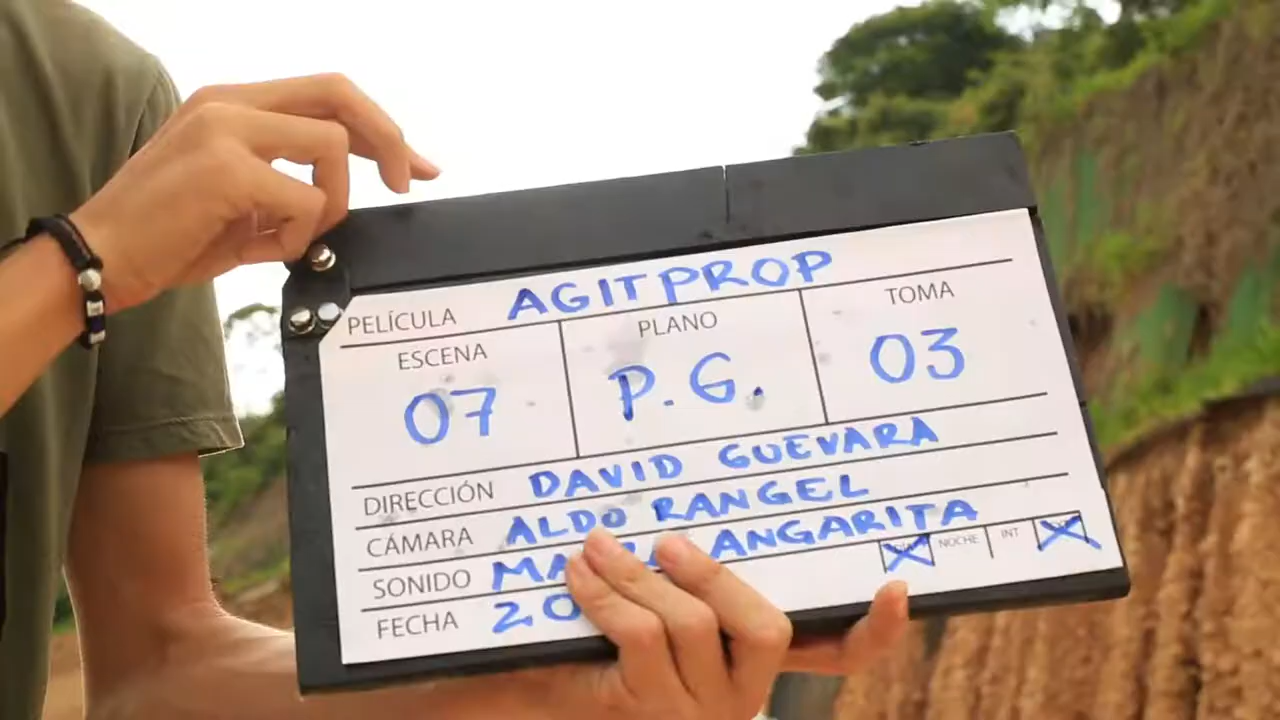 PELÍCULA AGITPROP
ESCENA PLANO TOMA
07 P.G. 03
DIRECCIÓN DAVID GUEVARA
CÁMARA ALDO RANGEL
SONIDO ANGARITA
NOCHE INT
FECHA